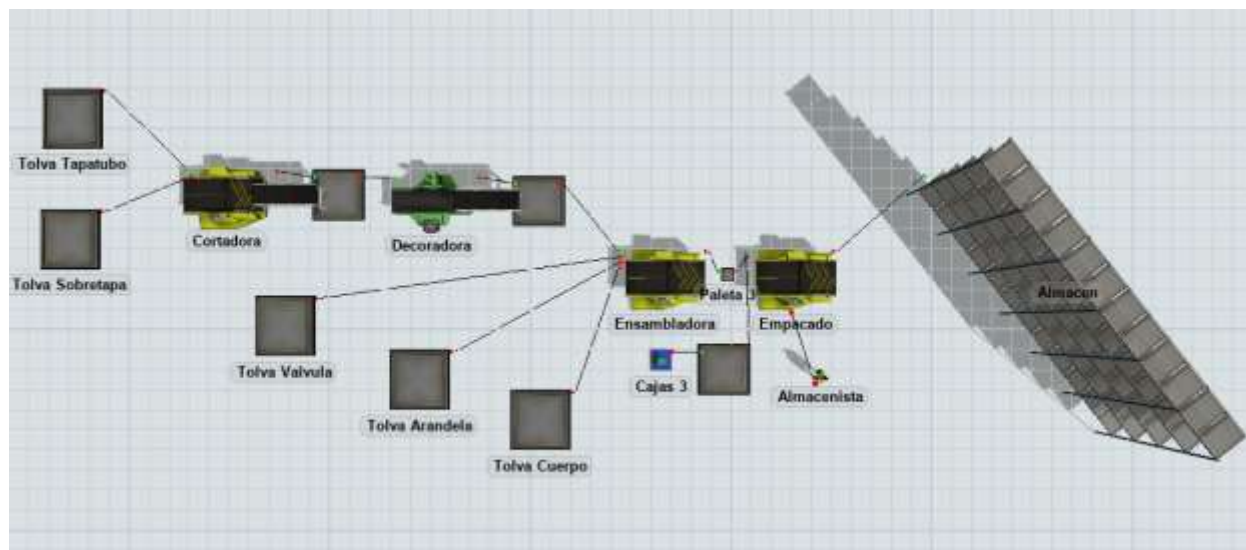 Tolva Tapatubo
Cortadora
Decoradora
Tolva Sobretapa
Almacen
Paleta 3
Ensambladora
Empacado
Tolva Valvula
Cajas 3
Almacenista
Tolva Arandela
Tolva Cuerpo